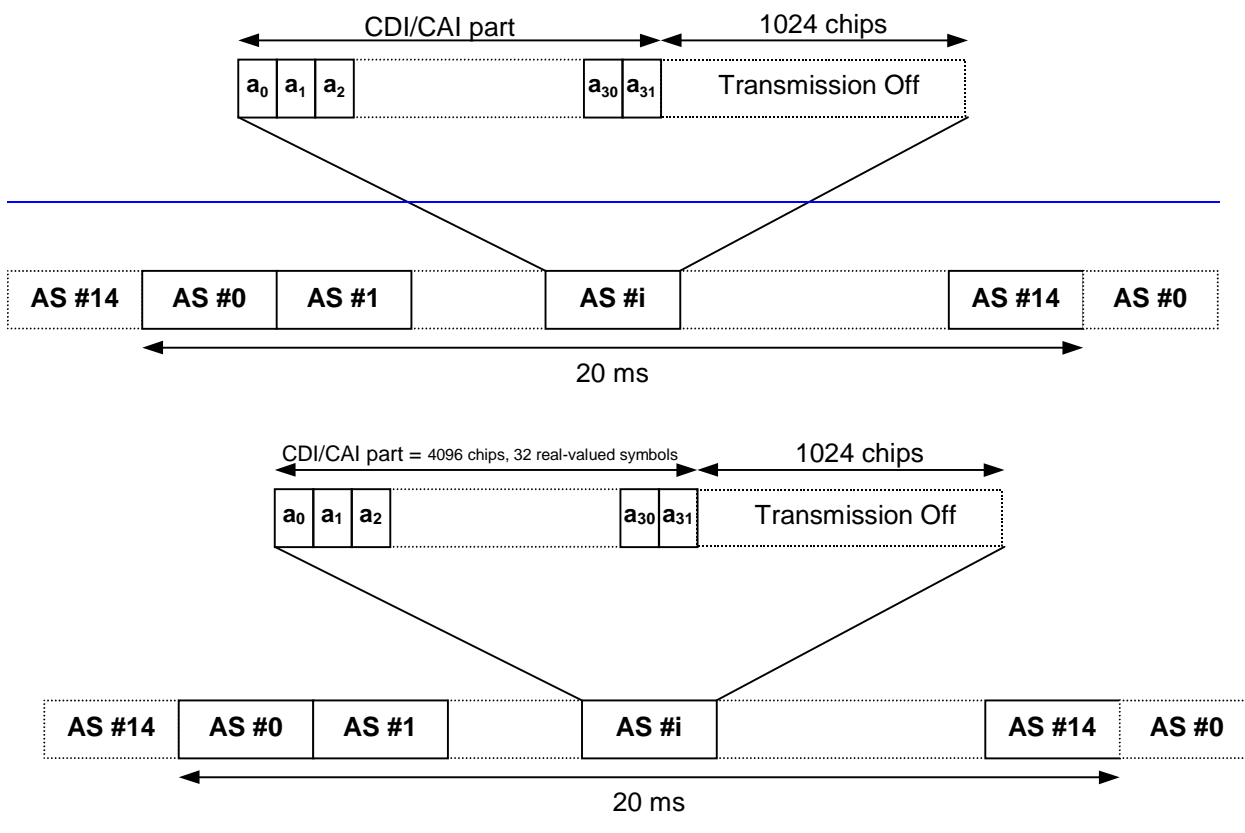 CDI/CAI part 1024 chips
a0 a1 a2 a30 a31 Transmission Off
AS #14 AS #0 AS #1 AS #i AS #14 AS #0
20 ms
CDI/CAI part = 4096 chips, 32 real-valued symbols 1024 chips
a0 a1 a2 a30 a31 Transmission Off
AS #14 AS #0 AS #1 AS #i AS #14 AS #0
20 ms